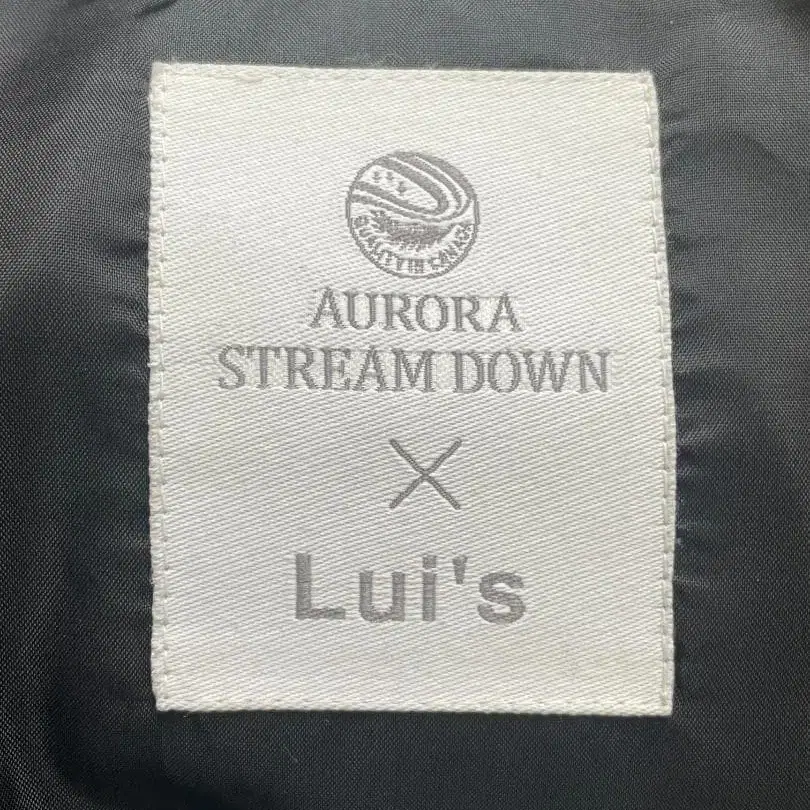 QUALITY IN CANADA
AURORA
STREAM DOWN
×
Lui's